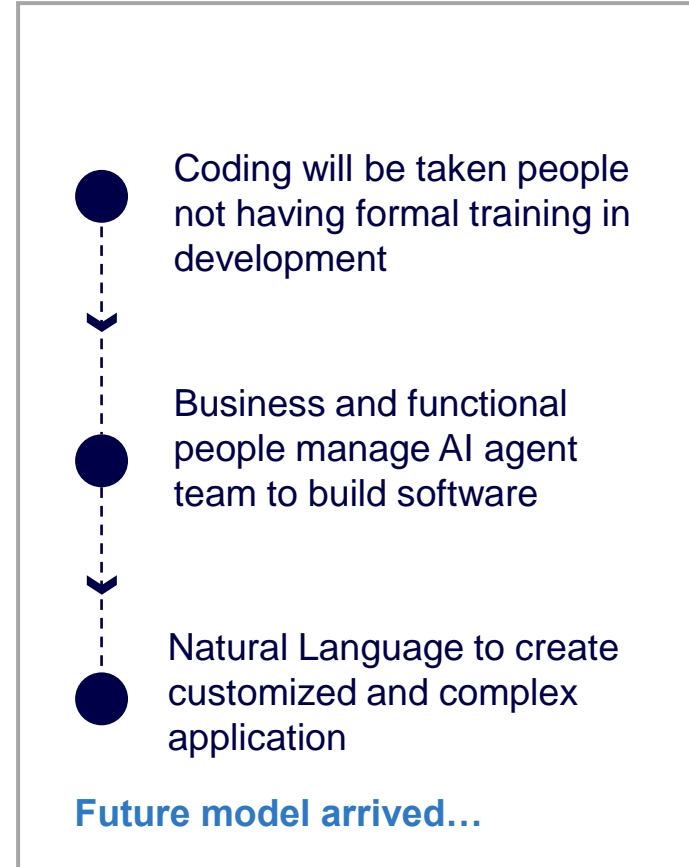 Coding will be taken people
not having formal training in
development
Business and functional
people manage AI agent
team to build software
Natural Language to create
customized and complex
application
Future model arrived…